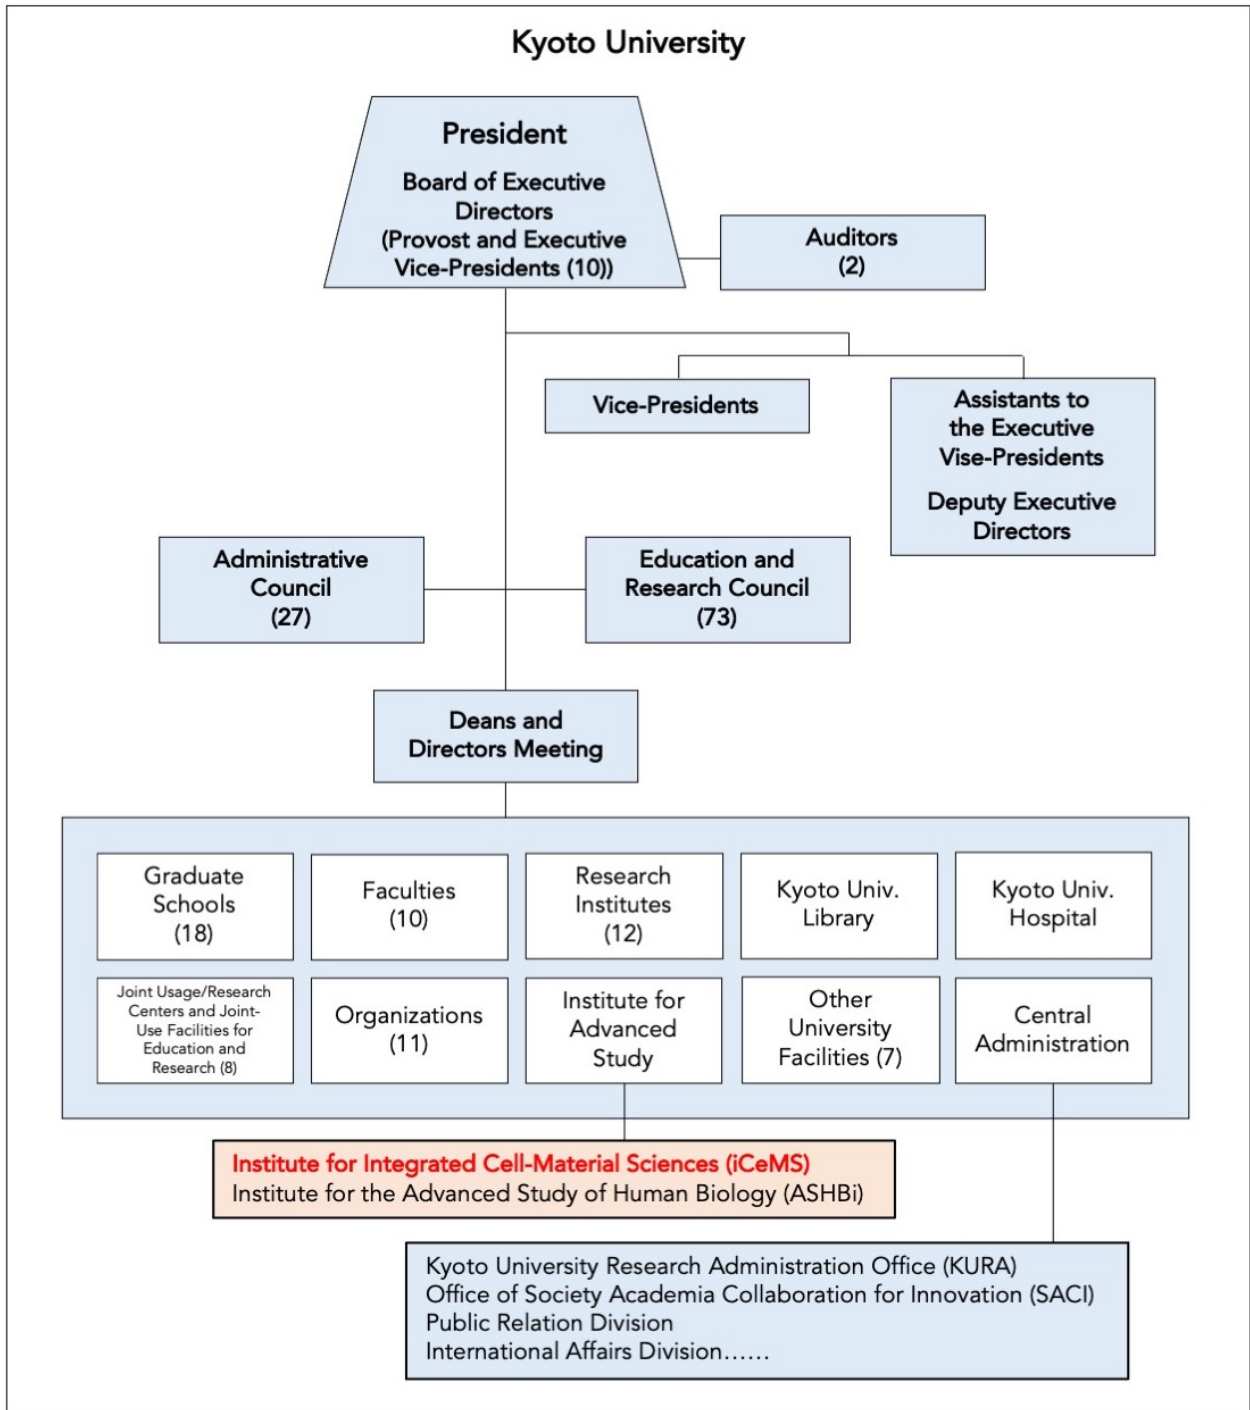 Kyoto University
President
Board of Executive
Directors
(Provost and Executive
Vice-Presidents (10))
Auditors
(2)
Vice-Presidents
Assistants to
the Executive
Vise-Presidents
Deputy Executive
Directors
Administrative
Council
(27)
Education and
Research Council
(73)
Deans and
Directors Meeting
Graduate
Schools
(18)
Faculties
(10)
Research
Institutes
(12)
Kyoto Univ.
Library
Kyoto Univ.
Hospital
Joint Usage/Research
Centers and Joint-
Use Facilities for
Education and
Research (8)
Organizations
(11)
Institute for
Advanced
Study
Other
University
Facilities (7)
Central
Administration
Institute for Integrated Cell-Material Sciences (iCeMS)
Institute for the Advanced Study of Human Biology (ASHBi)
Kyoto University Research Administration Office (KURA)
Office of Society Academia Collaboration for Innovation (SACI)
Public Relation Division
International Affairs Division……